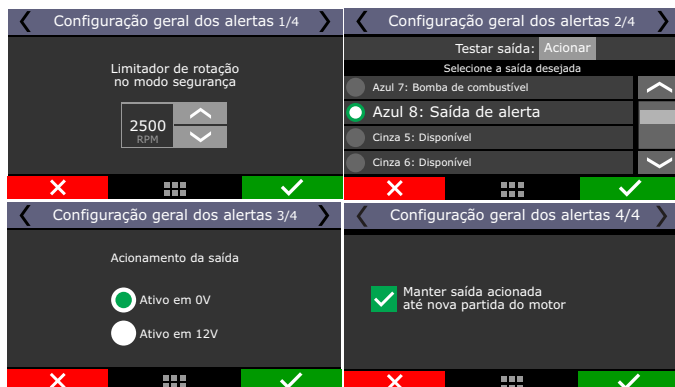 Configuração geral dos alertas 1/4
Limitador de rotação
no modo segurança
2500
RPM
Configuração geral dos alertas 2/4
Testar saída: Acionar
Selecione a saída desejada
Azul 7: Bomba de combustível
Azul 8: Saída de alerta
Cinza 5: Disponível
Cinza 6: Disponível
Configuração geral dos alertas 3/4
Acionamento da saída
Ativo em 0V
Ativo em 12V
Configuração geral dos alertas 4/4
Manter saída acionada
até nova partida do motor